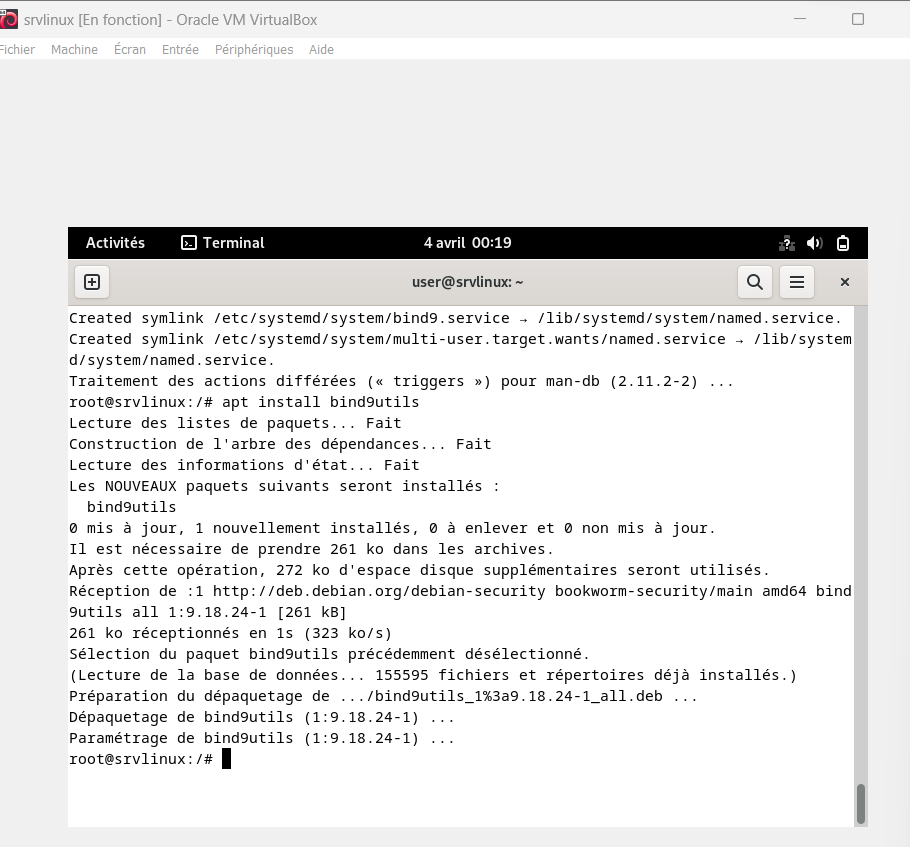 srvlinux [En fonction] - Oracle VM VirtualBox
Fichier Machine Écran Entrée Périphériques Aide
Activités Terminal 4 avril 00:19
user@srvlinux: ~
Created symlink /etc/systemd/system/bind9.service → /lib/systemd/system/named.service.
Created symlink /etc/systemd/system/multi-user.target.wants/named.service → /lib/system
d/system/named.service.
Traitement des actions différées (« triggers ») pour man-db (2.11.2-2) ...
root@srvlinux:/# apt install bind9utils
Lecture des listes de paquets... Fait
Construction de l'arbre des dépendances... Fait
Lecture des informations d'état... Fait
Les NOUVEAUX paquets suivants seront installés :
  bind9utils
0 mis à jour, 1 nouvellement installés, 0 à enlever et 0 non mis à jour.
Il est nécessaire de prendre 261 ko dans les archives.
Après cette opération, 272 ko d'espace disque supplémentaires seront utilisés.
Réception de :1 http://deb.debian.org/debian-security bookworm-security/main amd64 bind
9utils all 1:9.18.24-1 [261 kB]
261 ko réceptionnés en 1s (323 ko/s)
Sélection du paquet bind9utils précédemment désélectionné.
(Lecture de la base de données... 155595 fichiers et répertoires déjà installés.)
Préparation du dépaquetage de .../bind9utils_1%3a9.18.24-1_all.deb ...
Dépaquetage de bind9utils (1:9.18.24-1) ...
Paramétrage de bind9utils (1:9.18.24-1) ...
root@srvlinux:/#